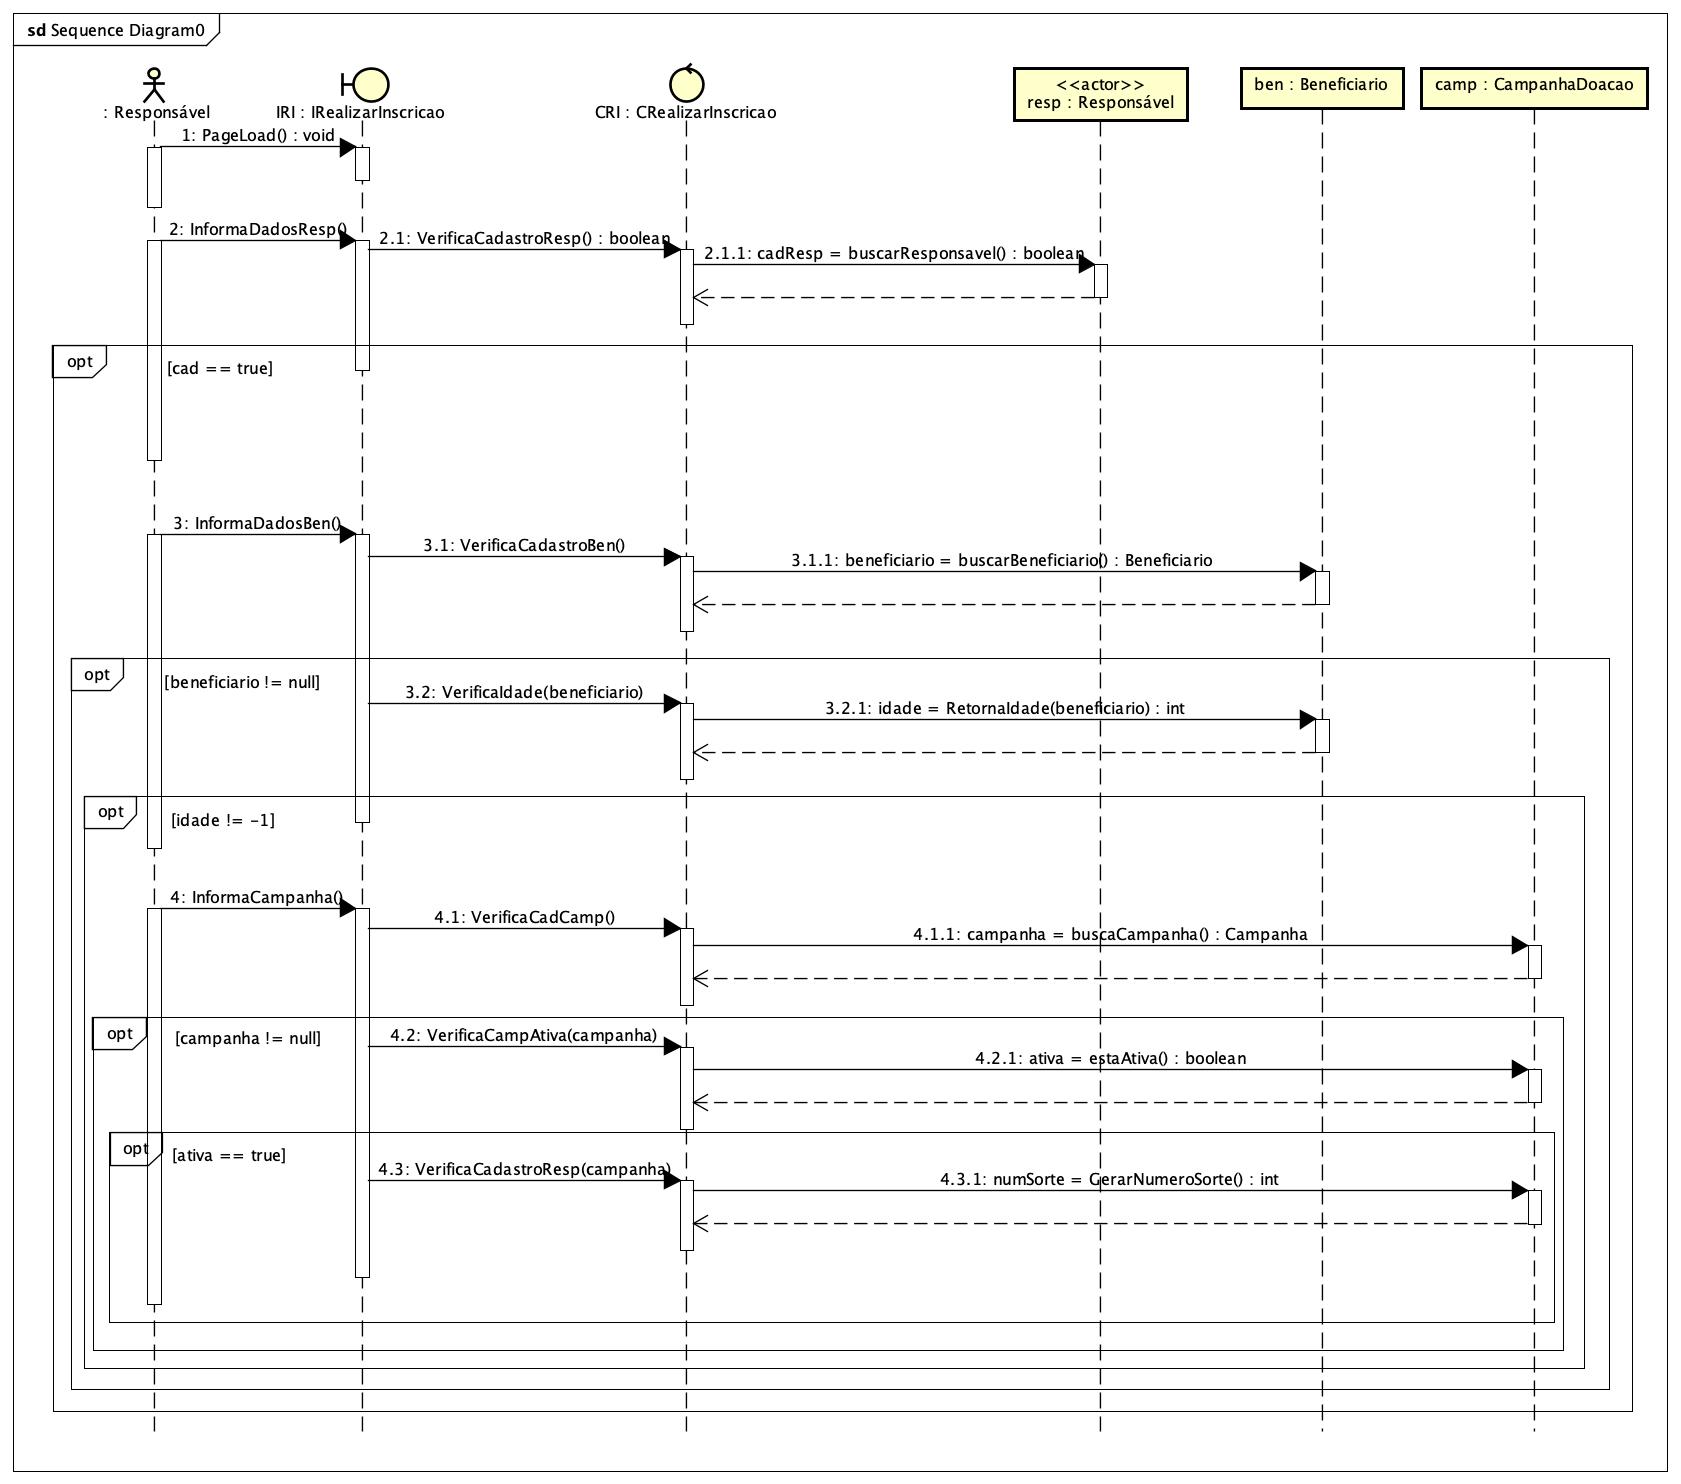 sd Sequence Diagram0
: Responsável
IRI : IRealizarInscricao
CRI : CRealizarInscricao
<<actor>>
resp : Responsável
ben : Beneficiario
camp : CampanhaDoacao
1: PageLoad() : void
2: InformaDadosResp()
2.1: VerificaCadastroResp() : boolean
2.1.1: cadResp = buscarResponsavel() : boolean
opt
[cad == true]
3: InformaDadosBen()
3.1: VerificaCadastroBen()
3.1.1: beneficiario = buscarBeneficiario() : Beneficiario
opt
[beneficiario != null]
3.2: VerificaIdade(beneficiario)
3.2.1: idade = RetornaIdade(beneficiario) : int
opt
[idade != -1]
4: InformaCampanha()
4.1: VerificaCadCamp()
4.1.1: campanha = buscaCampanha() : Campanha
opt
[campanha != null]
4.2: VerificaCampAtiva(campanha)
4.2.1: ativa = estaAtiva() : boolean
opt
[ativa == true]
4.3: VerificaCadastroResp(campanha)
4.3.1: numSorte = GerarNumeroSorte() : int